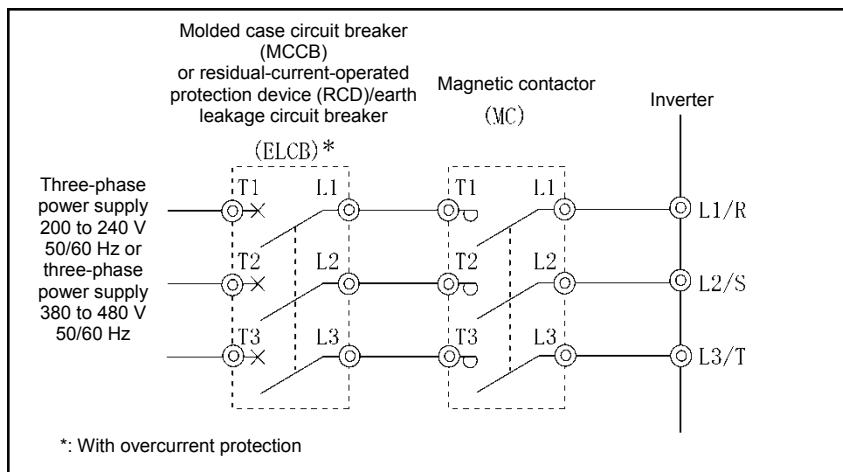 Molded case circuit breaker
(MCCB)
or residual-current-operated
protection device (RCD)/earth
leakage circuit breaker
(ELCB)*
Magnetic contactor
(MC)
Inverter
Three-phase
power supply
200 to 240 V
50/60 Hz or
three-phase
power supply
380 to 480 V
50/60 Hz
T1 L1 T1 L1 L1/R
T2 L2 T2 L2 L2/S
T3 L3 T3 L3 L3/T
*: With overcurrent protection